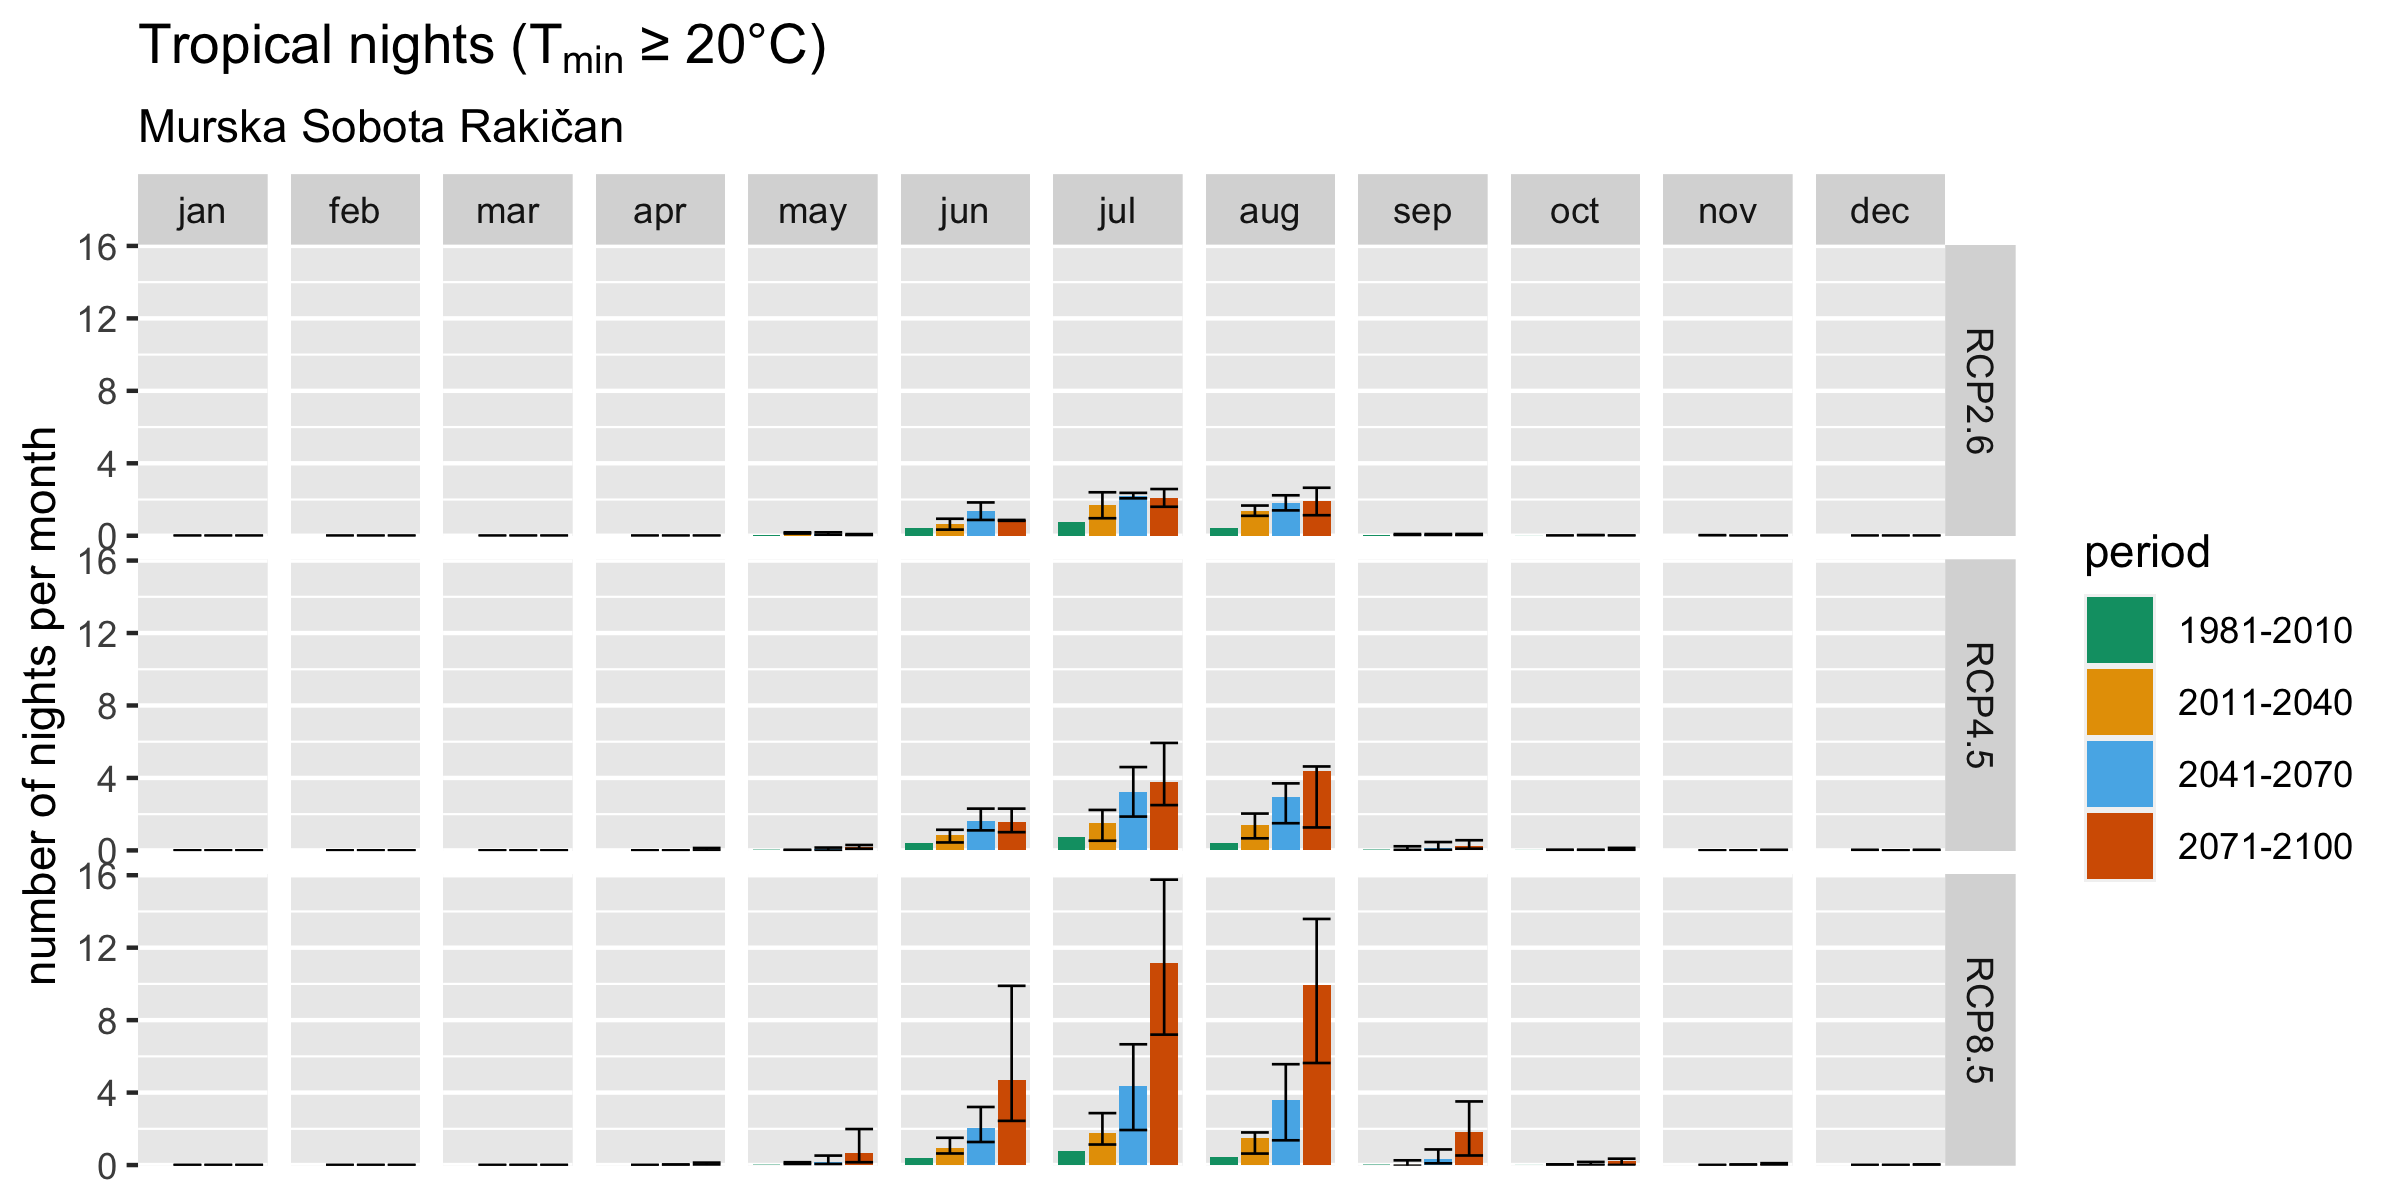 Tropical nights (Tmin ≥ 20°C)
Murska Sobota Rakičan
jan feb mar apr may jun jul aug sep oct nov dec
number of nights per month
16
12
8
4
0
RCP2.6
16
12
8
4
0
RCP4.5
16
12
8
4
0
RCP8.5
period
1981-2010
2011-2040
2041-2070
2071-2100